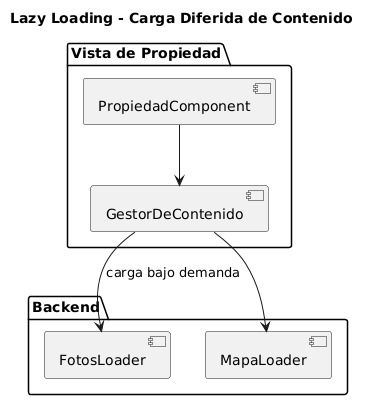 Lazy Loading - Carga Diferida de Contenido
Vista de Propiedad
PropiedadComponent
GestorDeContenido
carga bajo demanda
Backend
FotosLoader
MapaLoader